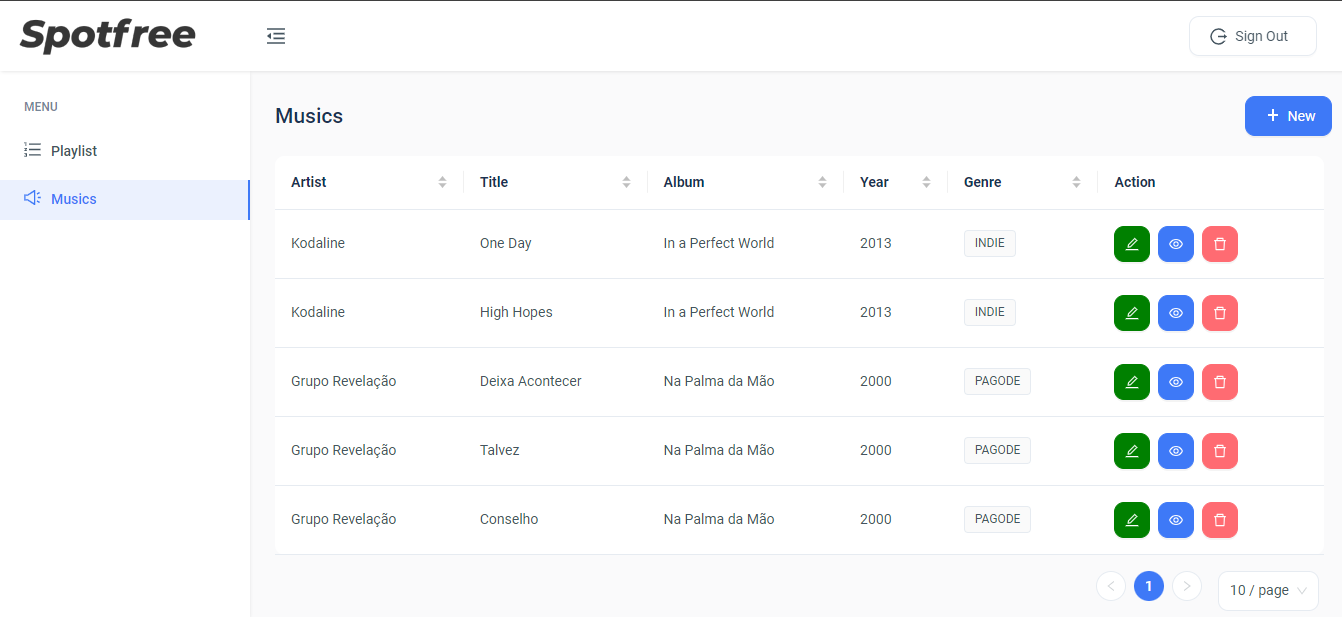 Spotfree
Sign Out
MENU
Playlist
Musics
Musics
+ New
Artist Title Album Year Genre Action
Kodaline One Day In a Perfect World 2013 INDIE
Kodaline High Hopes In a Perfect World 2013 INDIE
Grupo Revelação Deixa Acontecer Na Palma da Mão 2000 PAGODE
Grupo Revelação Talvez Na Palma da Mão 2000 PAGODE
Grupo Revelação Conselho Na Palma da Mão 2000 PAGODE
< 1 > 10 / page